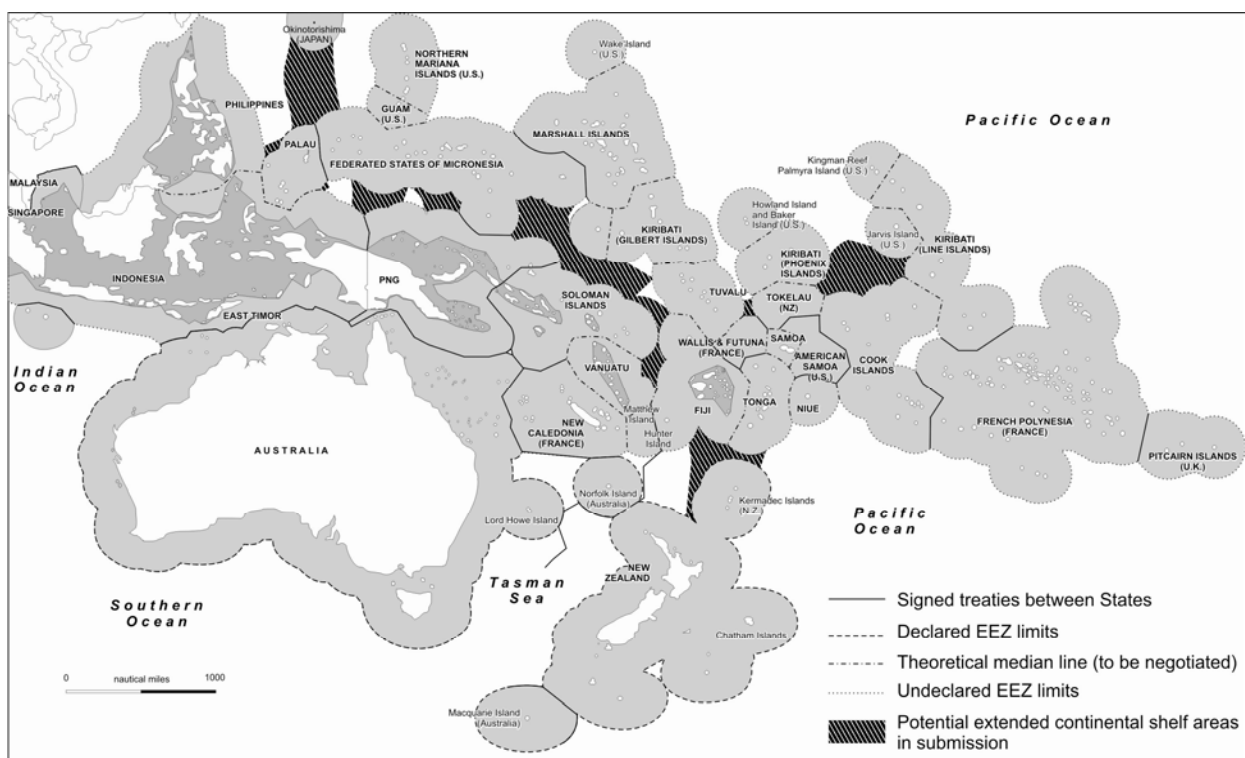 Okinotorishima
(JAPAN)
NORTHERN
MARIANA
ISLANDS (U.S.)
Wake Island
(U.S.)
PHILIPPINES
GUAM
(U.S.)
Pacific Ocean
MARSHALL ISLANDS
PALAU
FEDERATED STATES OF MICRONESIA
Kingman Reef
Palmyra Island (U.S.)
MALAYSIA
SINGAPORE
Howland Island
and Baker
Island (U.S.)
KIRIBATI
(GILBERT ISLANDS)
Jarvis Island
(U.S.)
KIRIBATI
(LINE ISLANDS)
KIRIBATI
(PHOENIX
ISLANDS)
INDONESIA
PNG
SOLOMAN
ISLANDS
TUVALU
TOKELAU
(NZ)
EAST TIMOR
WALLIS & FUTUNA
(FRANCE)
SAMOA
AMERICAN
SAMOA
(U.S.)
COOK
ISLANDS
Indian
Ocean
VANUATU
Matthew
Island
Hunter
Island
NEW
CALEDONIA
(FRANCE)
FIJI
TONGA
NIUE
FRENCH POLYNESIA
(FRANCE)
PITCAIRN ISLANDS
(U.K.)
AUSTRALIA
Norfolk Island
(Australia)
Lord Howe Island
Kermadec Islands
(N.Z.)
Pacific
Ocean
Tasman
Sea
NEW
ZEALAND
Southern
Ocean
Chatham Islands
0 nautical miles 1000
Macquarie Island
(Australia)
Signed treaties between States
Declared EEZ limits
Theoretical median line (to be negotiated)
Undeclared EEZ limits
Potential extended continental shelf areas
in submission